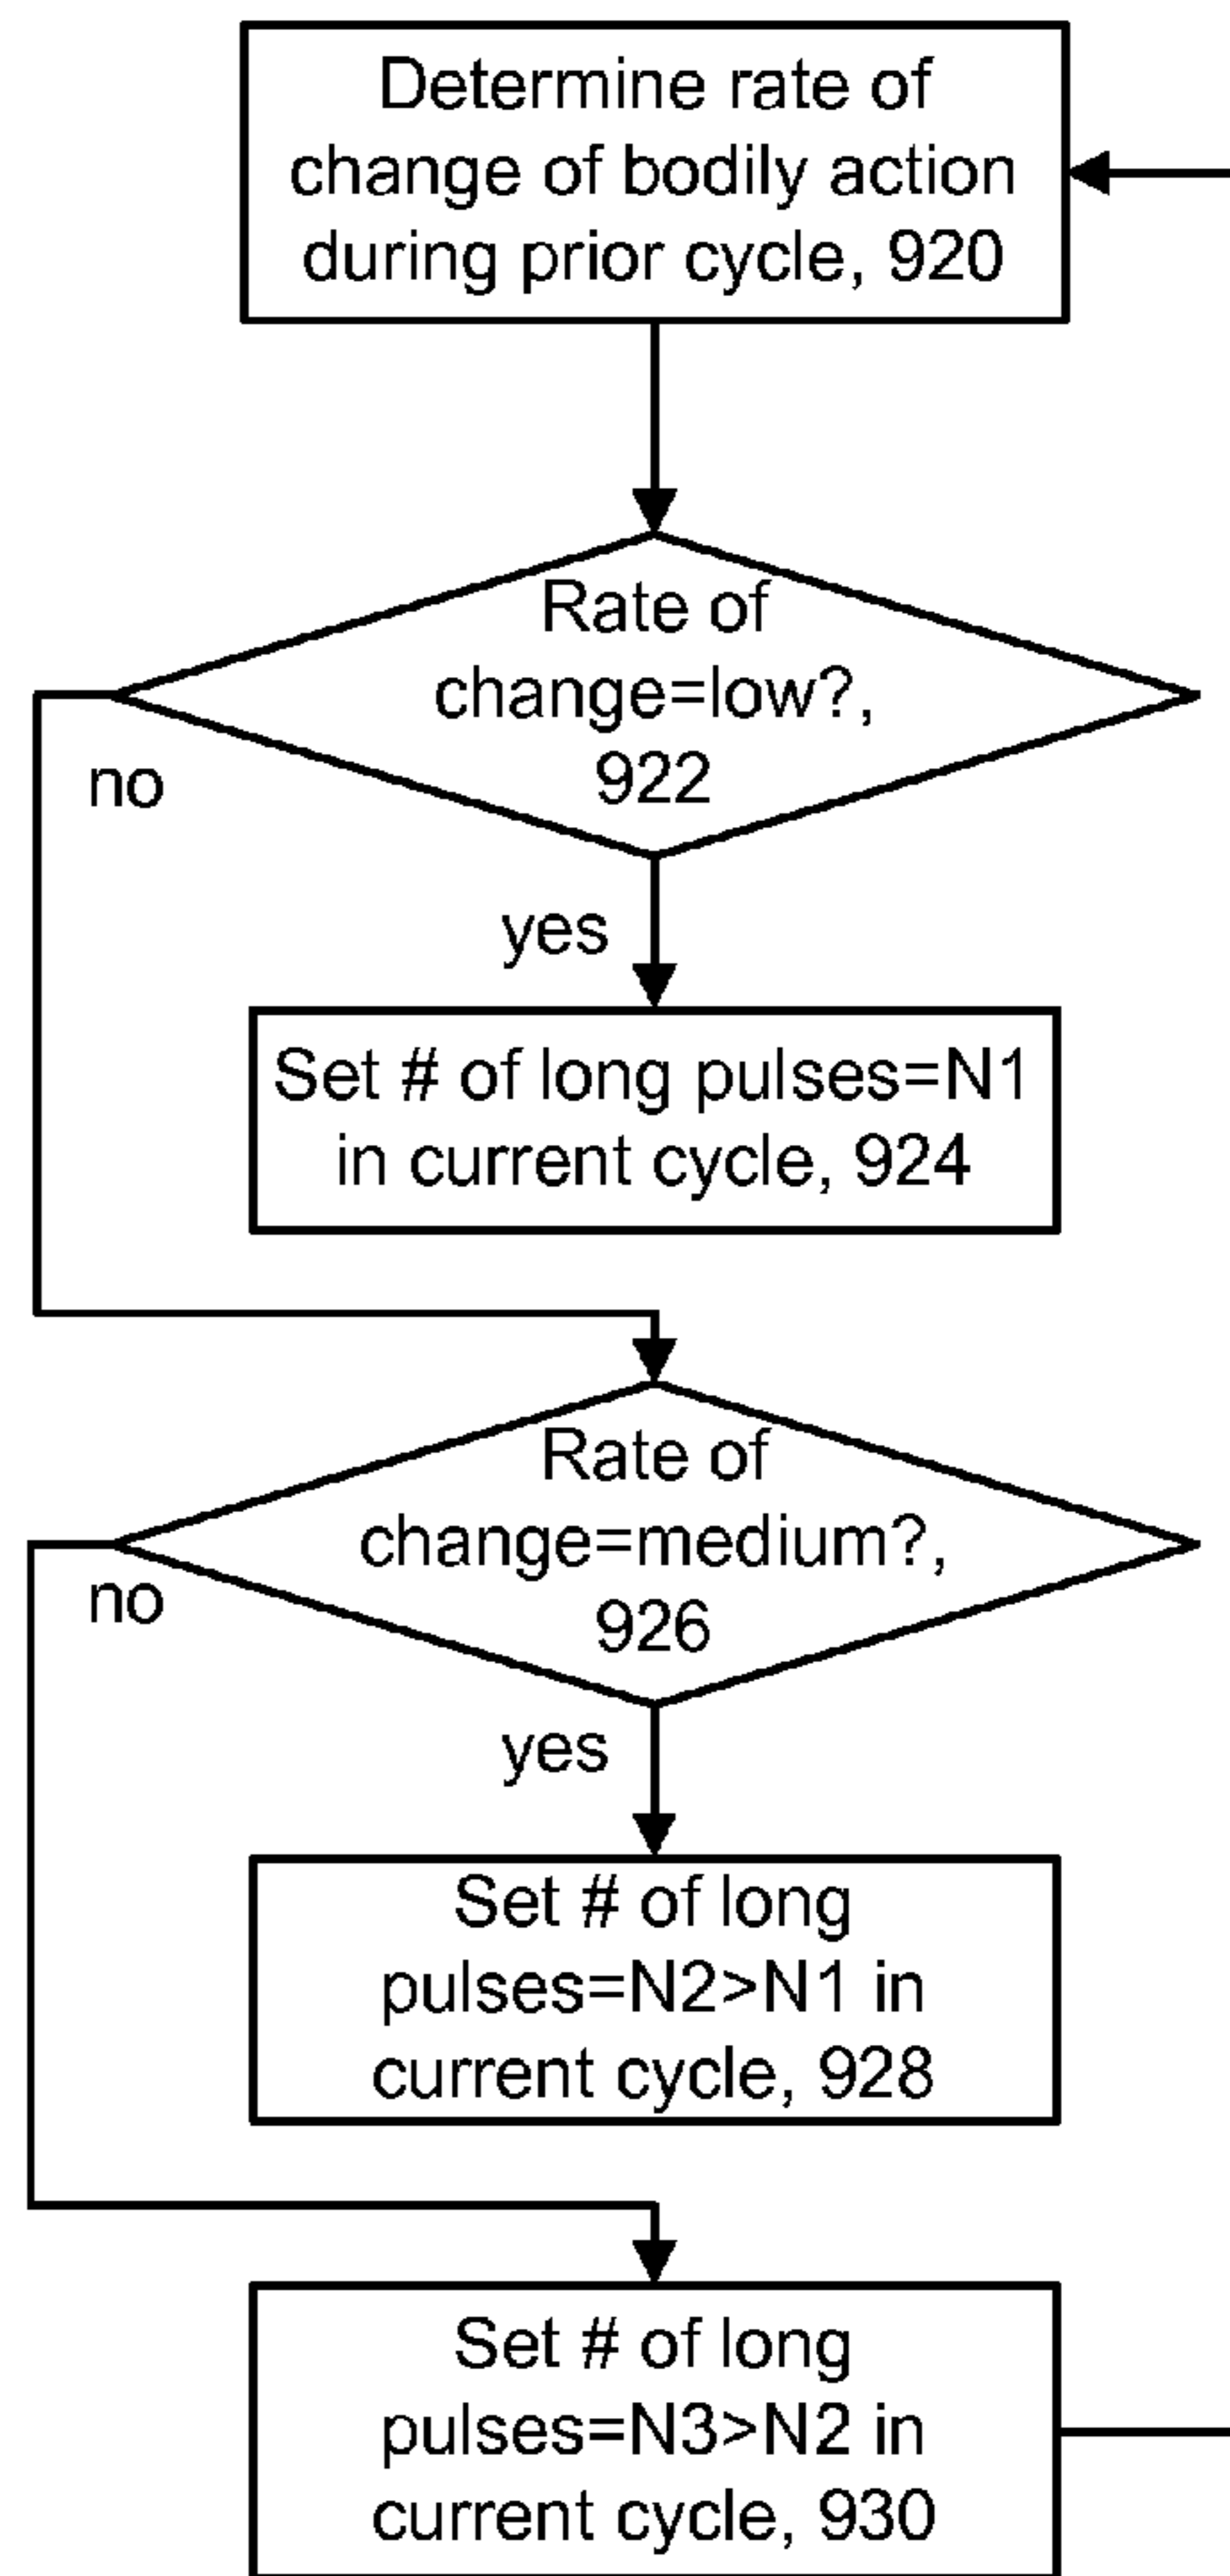 Determine rate of
change of bodily action
during prior cycle, 920
Rate of
change=low?,
922
no
yes
Set # of long pulses=N1
in current cycle, 924
Rate of
change=medium?,
926
no
yes
Set # of long
pulses=N2>N1 in
current cycle, 928
Set # of long
pulses=N3>N2 in
current cycle, 930